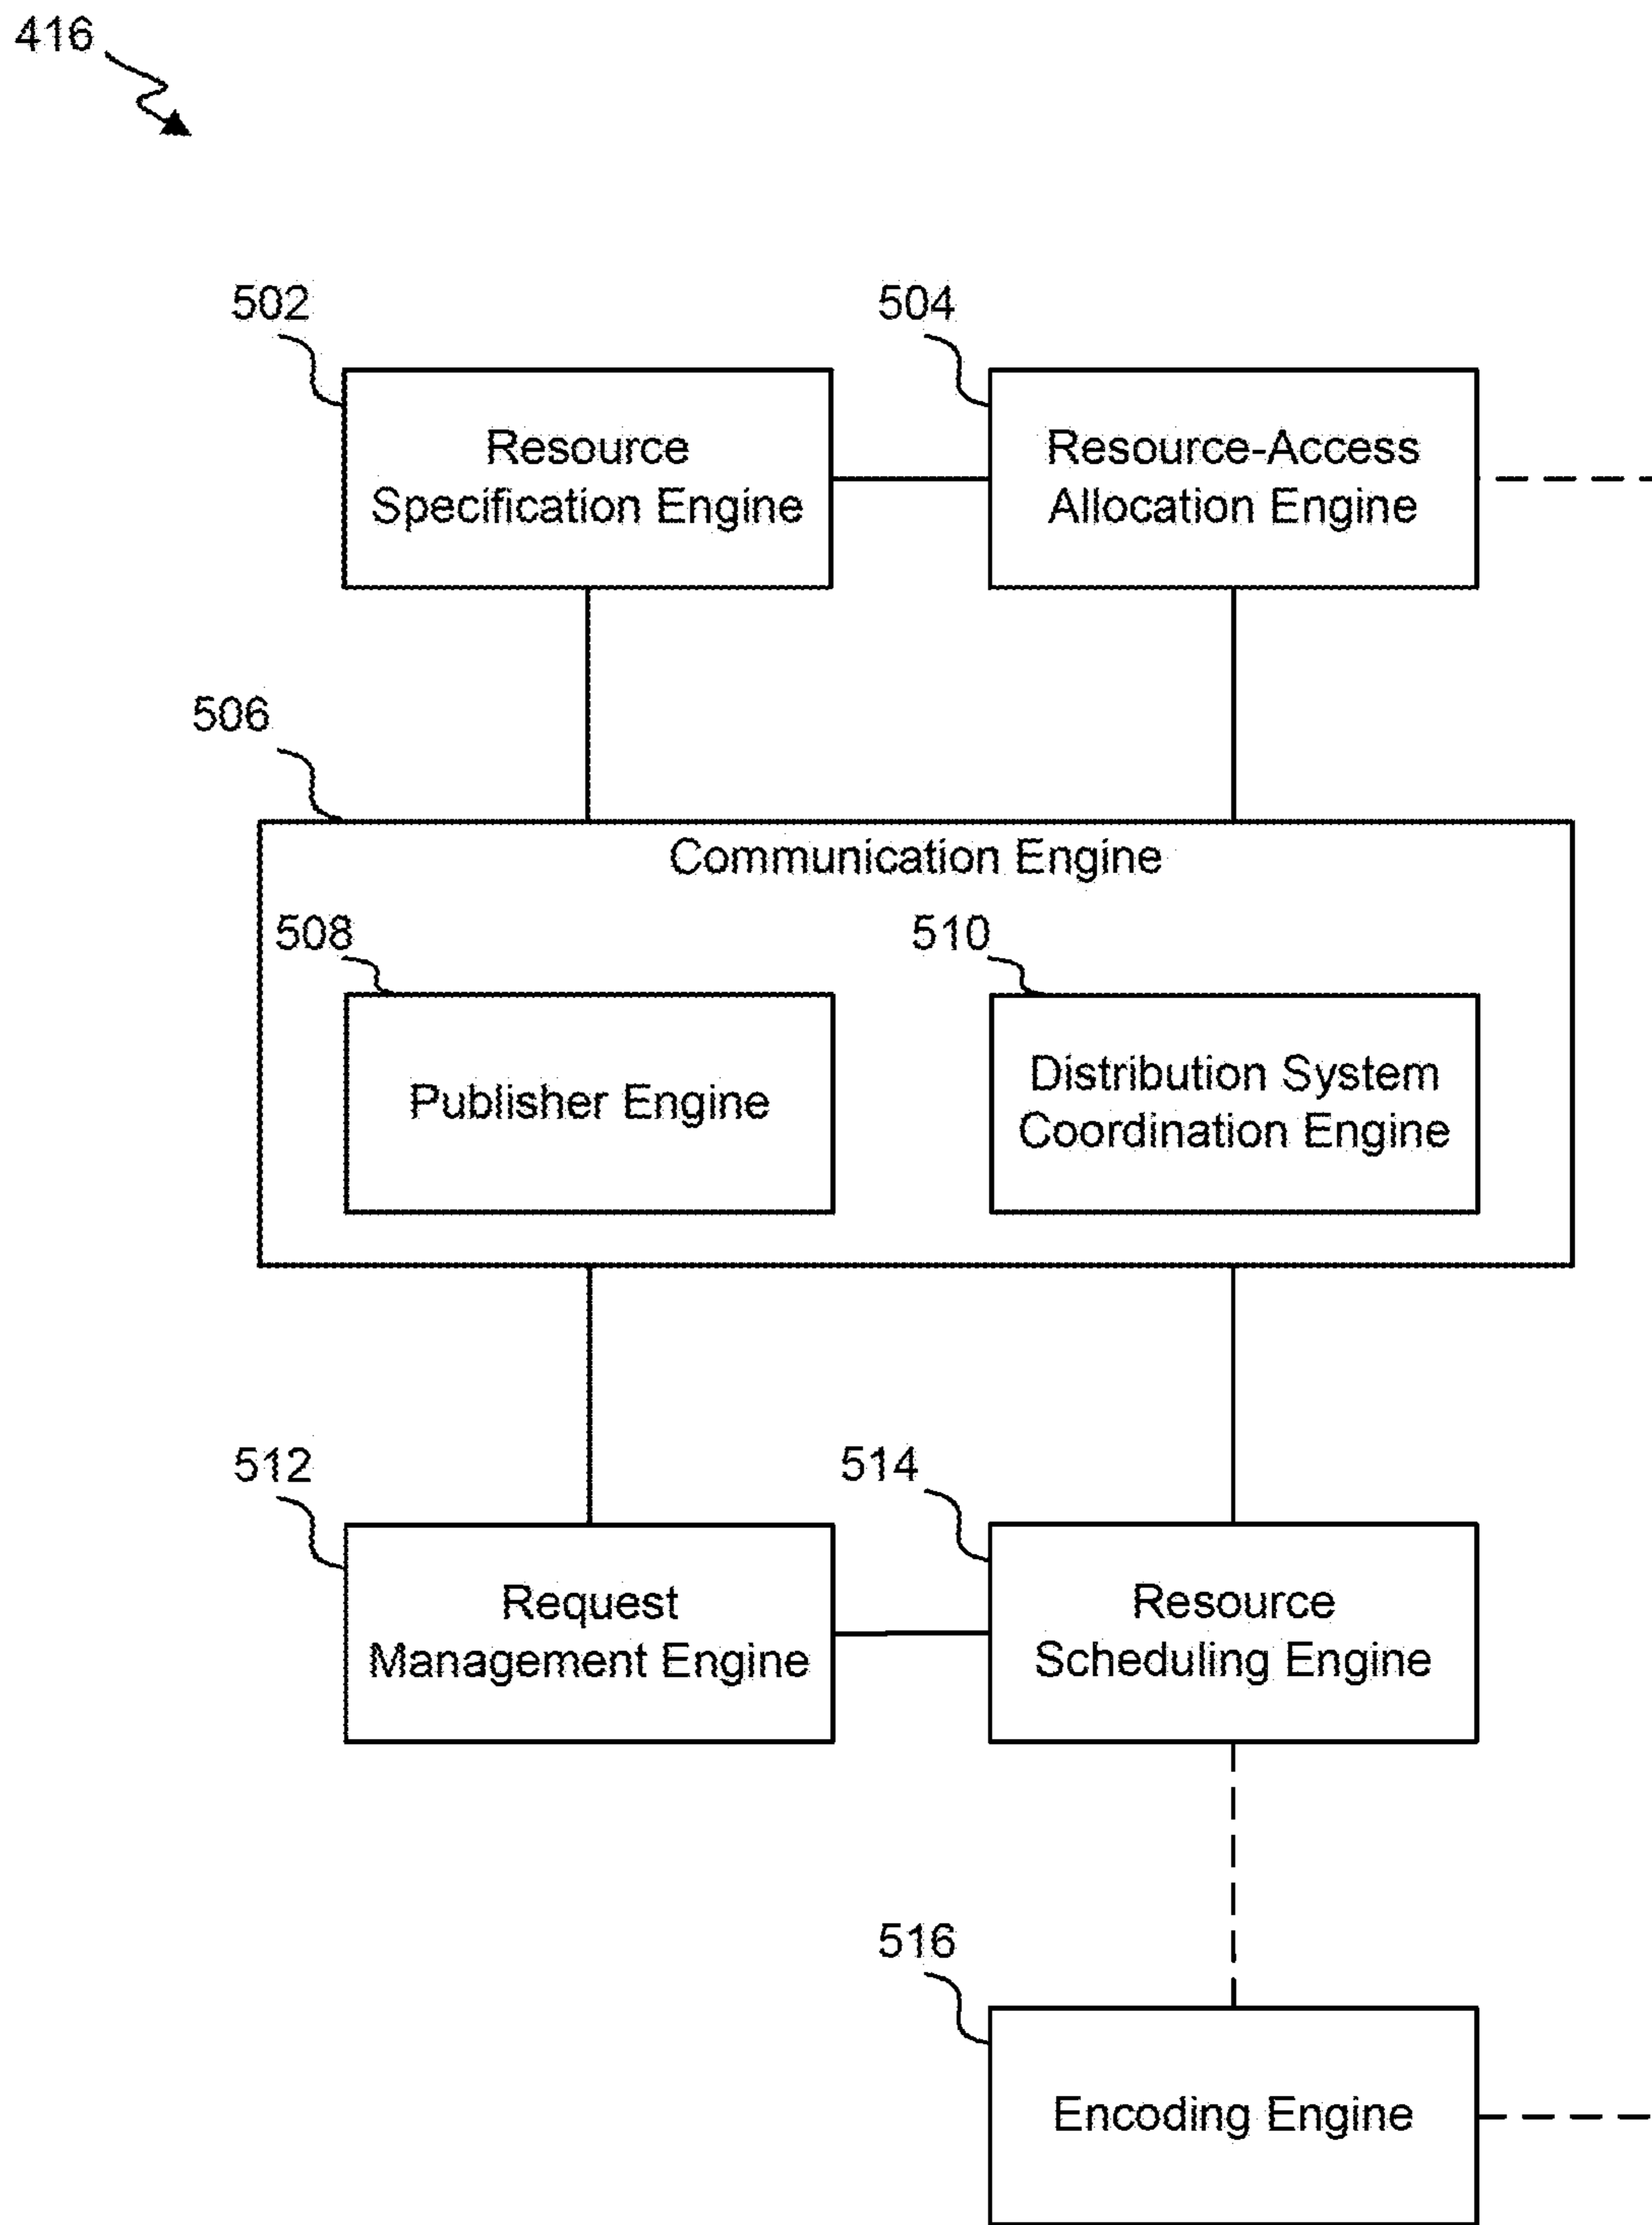 416
502
504
Resource
Specification Engine
Resource-Access
Allocation Engine
506
Communication Engine
508
510
Publisher Engine
Distribution System
Coordination Engine
512
514
Request
Management Engine
Resource
Scheduling Engine
516
Encoding Engine